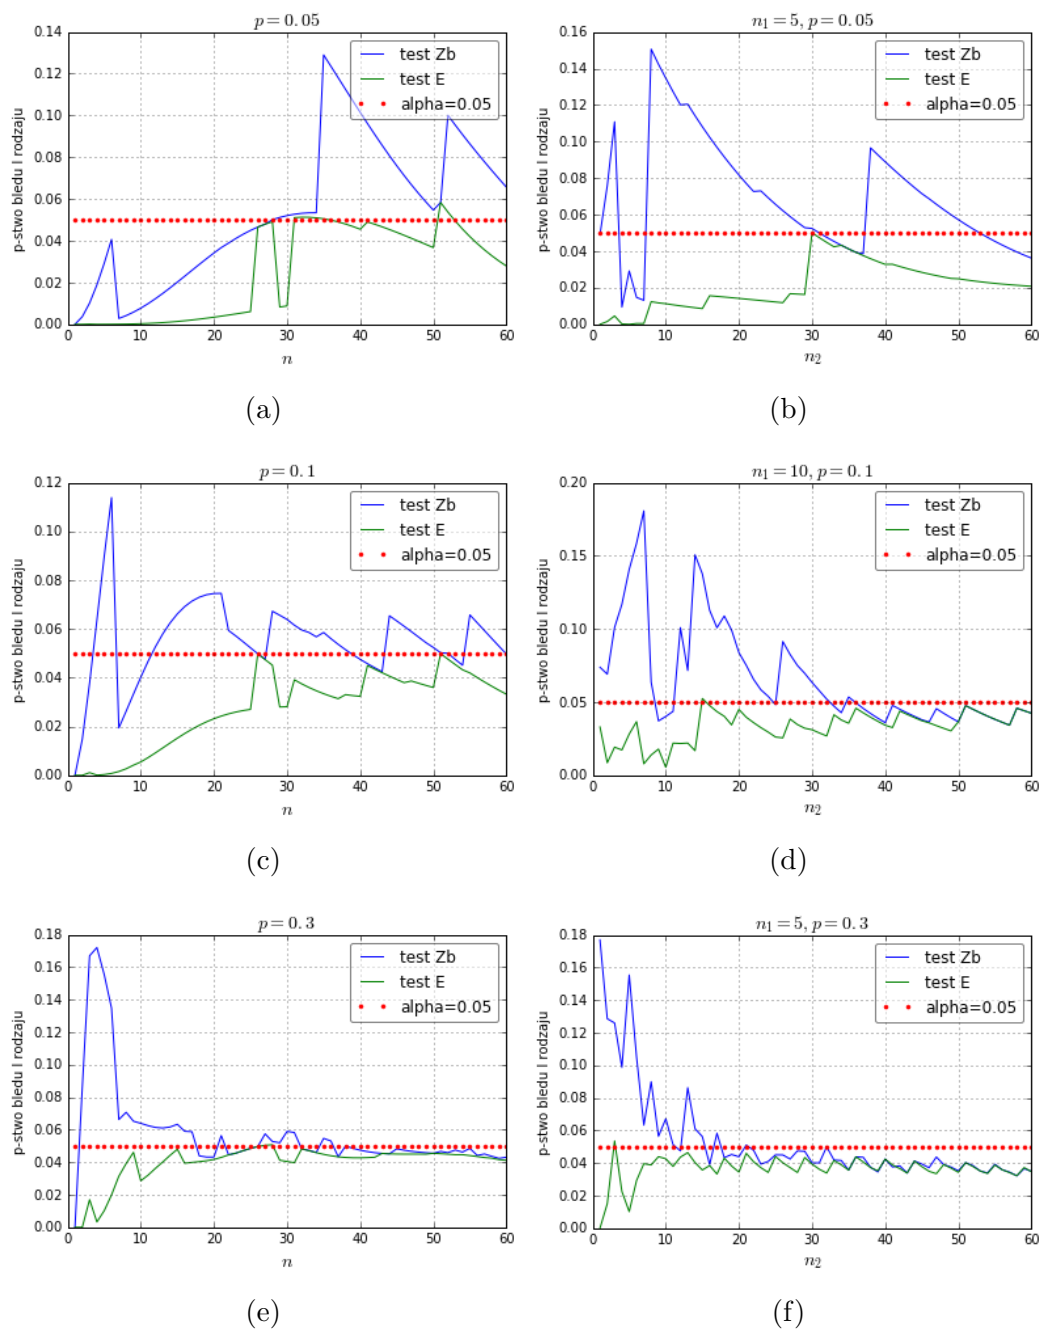 p = 0.05
0.14
0.12
0.10
0.08
0.06
0.04
0.02
0.00
p-stwo bledu I rodzaju
test Zb
test E
alpha=0.05
0 10 20 30 40 50 60
n
(a)
n1 = 5, p = 0.05
0.16
0.14
0.12
0.10
0.08
0.06
0.04
0.02
0.00
p-stwo bledu I rodzaju
test Zb
test E
alpha=0.05
0 10 20 30 40 50 60
n2
(b)
p = 0.1
0.12
0.10
0.08
0.06
0.04
0.02
0.00
p-stwo bledu I rodzaju
test Zb
test E
alpha=0.05
0 10 20 30 40 50 60
n
(c)
n1 = 10, p = 0.1
0.20
0.15
0.10
0.05
0.00
p-stwo bledu I rodzaju
test Zb
test E
alpha=0.05
0 10 20 30 40 50 60
n2
(d)
p = 0.3
0.18
0.16
0.14
0.12
0.10
0.08
0.06
0.04
0.02
0.00
p-stwo bledu I rodzaju
test Zb
test E
alpha=0.05
0 10 20 30 40 50 60
n
(e)
n1 = 5, p = 0.3
0.18
0.16
0.14
0.12
0.10
0.08
0.06
0.04
0.02
0.00
p-stwo bledu I rodzaju
test Zb
test E
alpha=0.05
0 10 20 30 40 50 60
n2
(f)